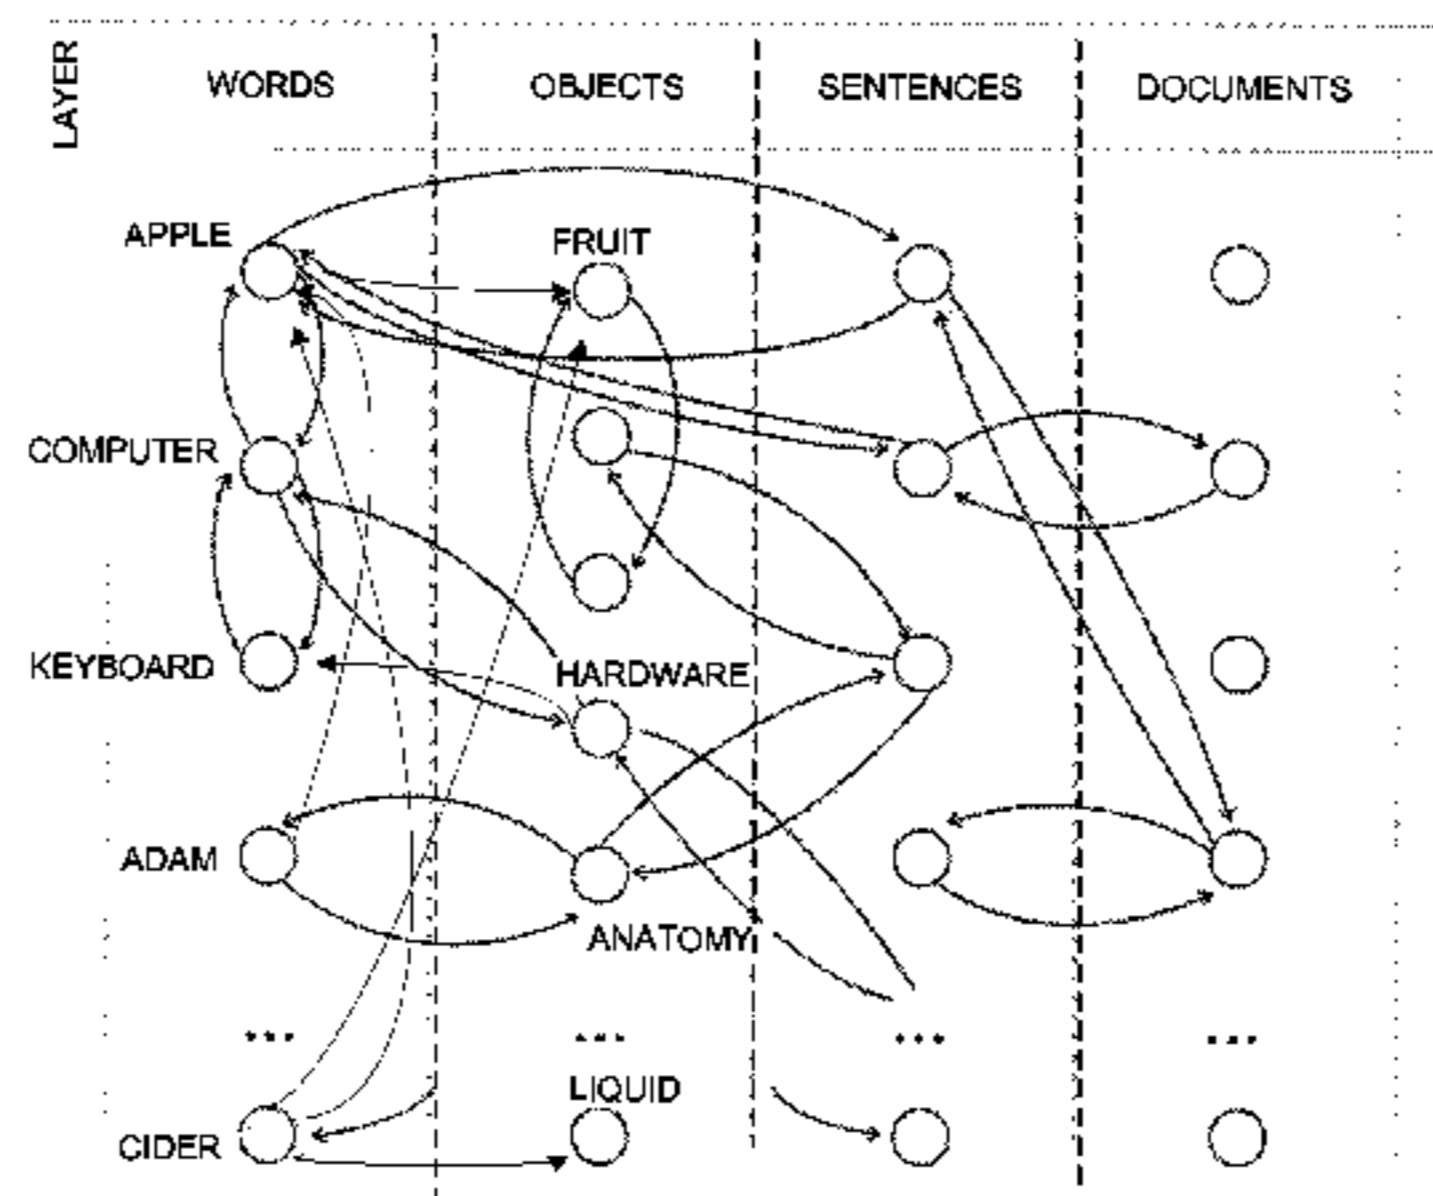 LAYER
WORDS OBJECTS SENTENCES DOCUMENTS
APPLE
FRUIT
COMPUTER
KEYBOARD
HARDWARE
ADAM
ANATOMY
... ... ... ...
LIQUID
CIDER